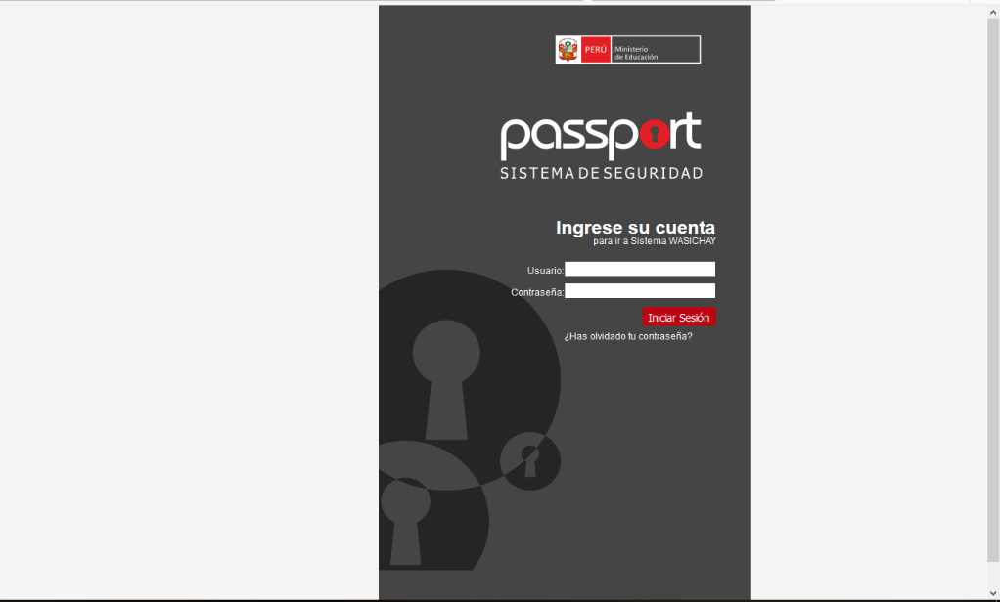 PERÚ
Ministerio
de Educación
passport
SISTEMA DE SEGURIDAD
Ingrese su cuenta
para ir a Sistema WASICHAY
Usuario:
Contraseña:
Iniciar Sesión
¿Has olvidado tu contraseña?